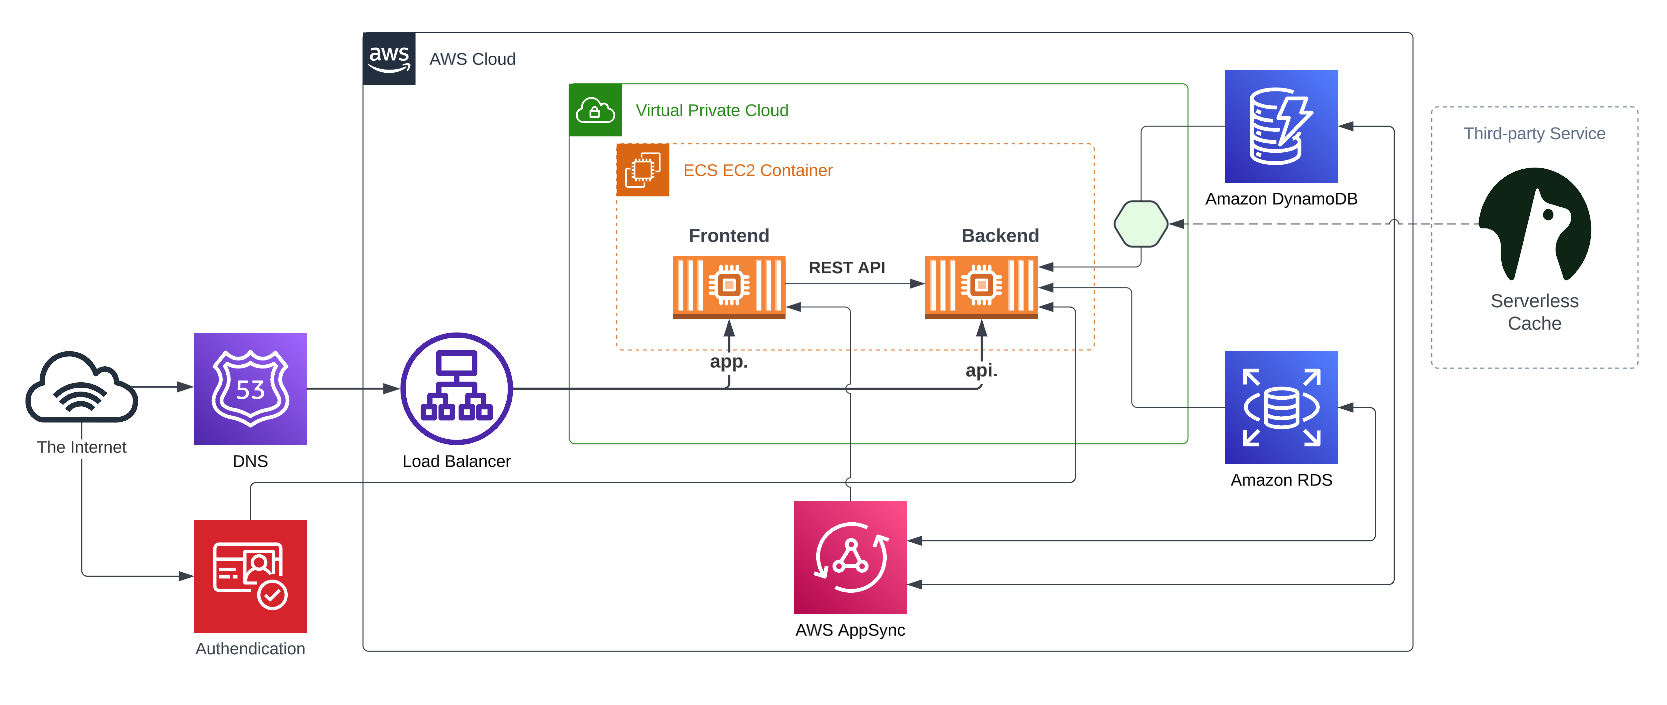 aws
AWS Cloud
Virtual Private Cloud
ECS EC2 Container
Frontend
REST API
Backend
app.
api.
Amazon DynamoDB
Third-party Service
Serverless
Cache
The Internet
53
DNS
Load Balancer
Amazon RDS
Authendication
AWS AppSync